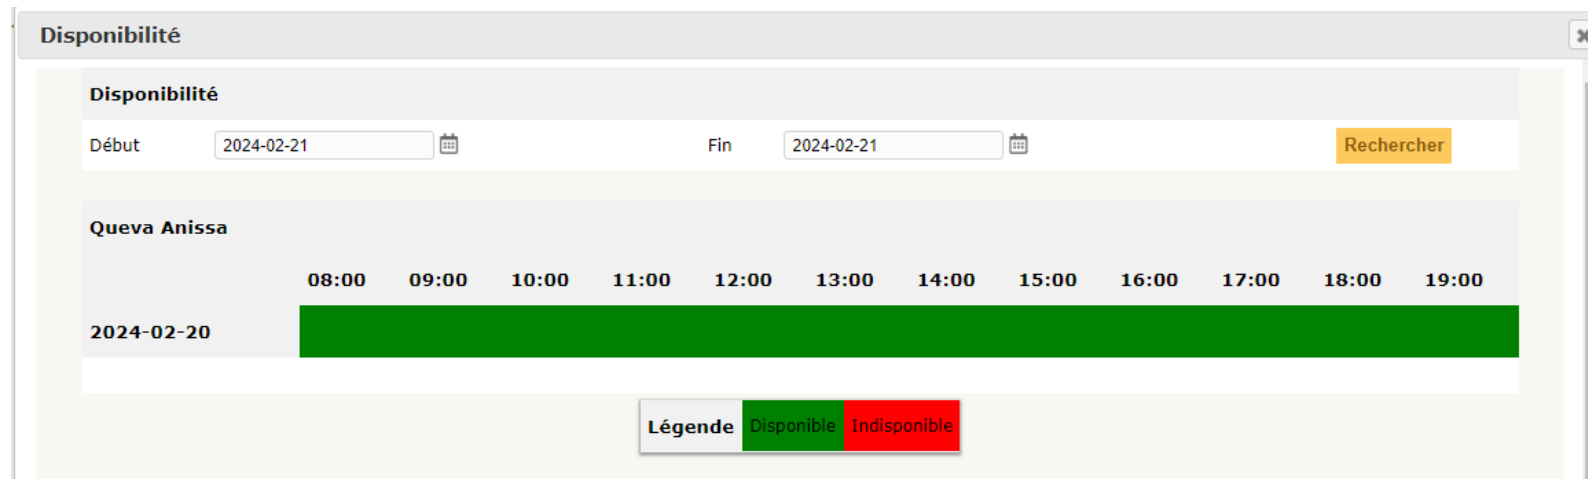 Disponibilité
Disponibilité
Début 2024-02-21 Fin 2024-02-21 Rechercher
Queva Anissa
08:00 09:00 10:00 11:00 12:00 13:00 14:00 15:00 16:00 17:00 18:00 19:00
2024-02-20
Légende Disponible Indisponible